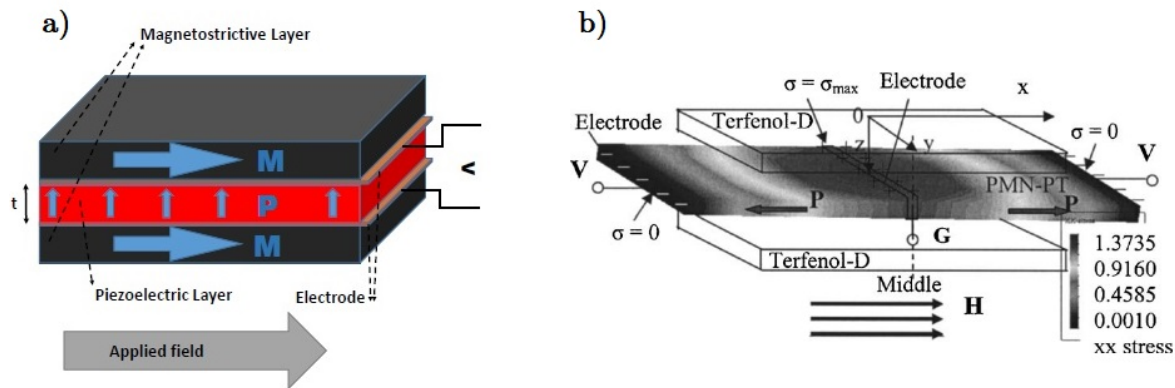 a)
Magnetostrictive Layer
M
t
P
V
M
Piezoelectric Layer
Electrode
Applied field
b)
σ = σmax
Electrode
x
Electrode
Terfenol-D
0
σ = 0
V
z
y
V
PMN-PT
P
P
σ = 0
G
Terfenol-D
Middle
H
1.3735
0.9160
0.4585
0.0010
xx stress